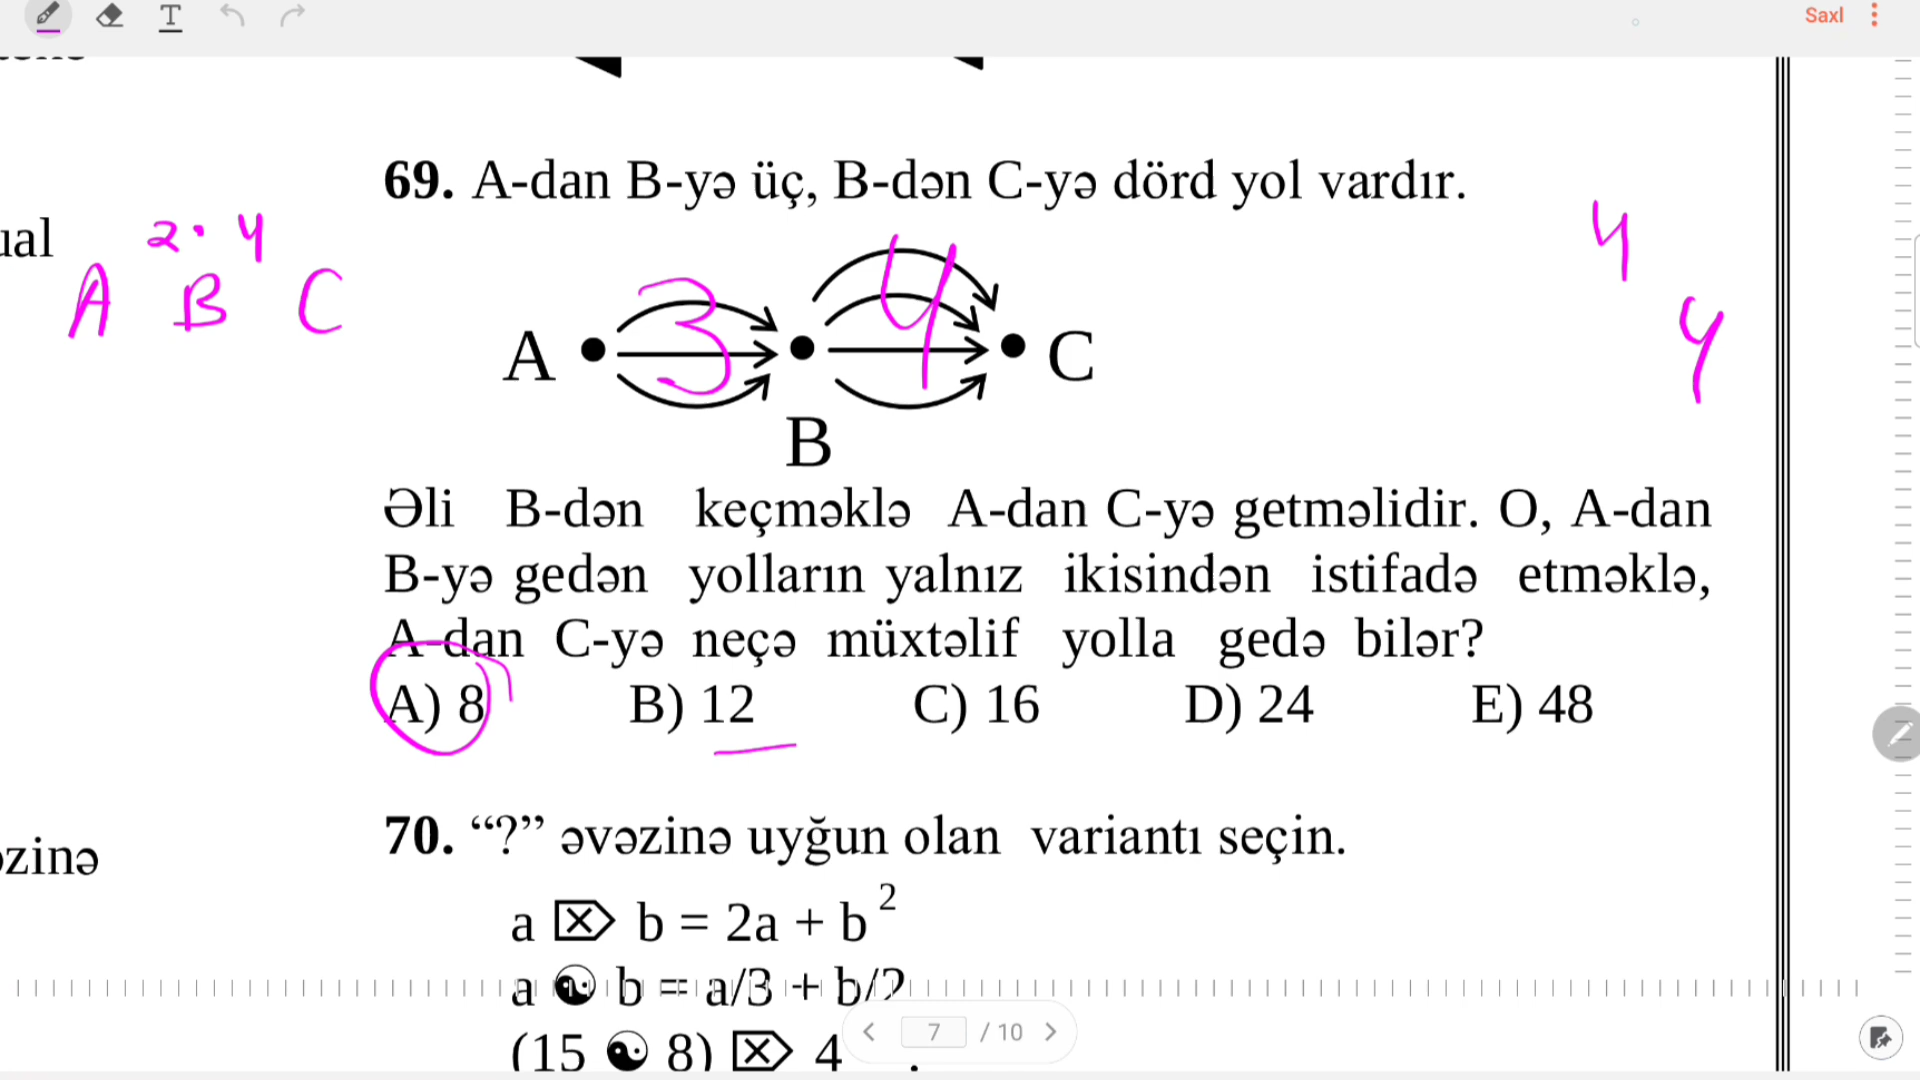 Saxl
69. A-dan B-yə üç, B-dən C-yə dörd yol vardır.
ual
2 · 4
A B C
3
4
4
4
A
C
B
Əli B-dən keçməklə A-dan C-yə getməlidir. O, A-dan
B-yə gedən yolların yalnız ikisindən istifadə etməklə,
A-dan C-yə neçə müxtəlif yolla gedə bilər?
A) 8 B) 12 C) 16 D) 24 E) 48
70. “?” əvəzinə uyğun olan variantı seçin.
əzinə
a ⌦ b = 2a + b²
a ☯ b = a/3 + b/2
(15 ☯ 8) ⌦ 4
7 / 10